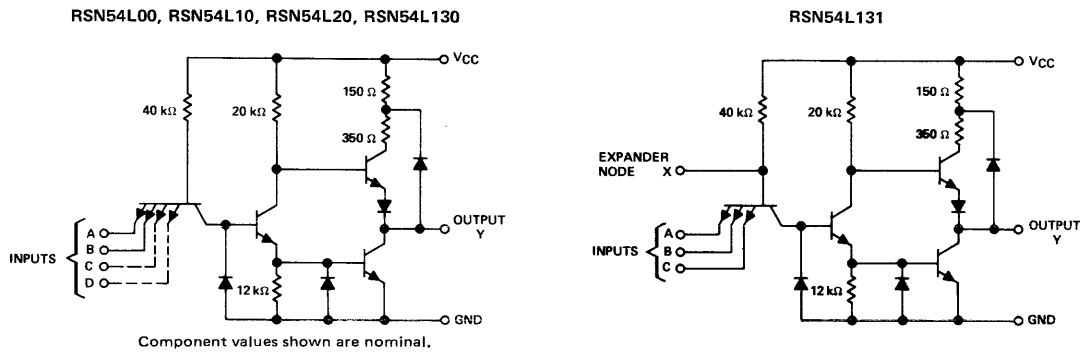 RSN54L00, RSN54L10, RSN54L20, RSN54L130
VCC
150 Ω
40 kΩ
20 kΩ
350 Ω
INPUTS
A
B
C
D
OUTPUT
Y
12 kΩ
GND
Component values shown are nominal.
RSN54L131
VCC
150 Ω
40 kΩ
20 kΩ
350 Ω
EXPANDER
NODE X
INPUTS
A
B
C
OUTPUT
Y
12 kΩ
GND